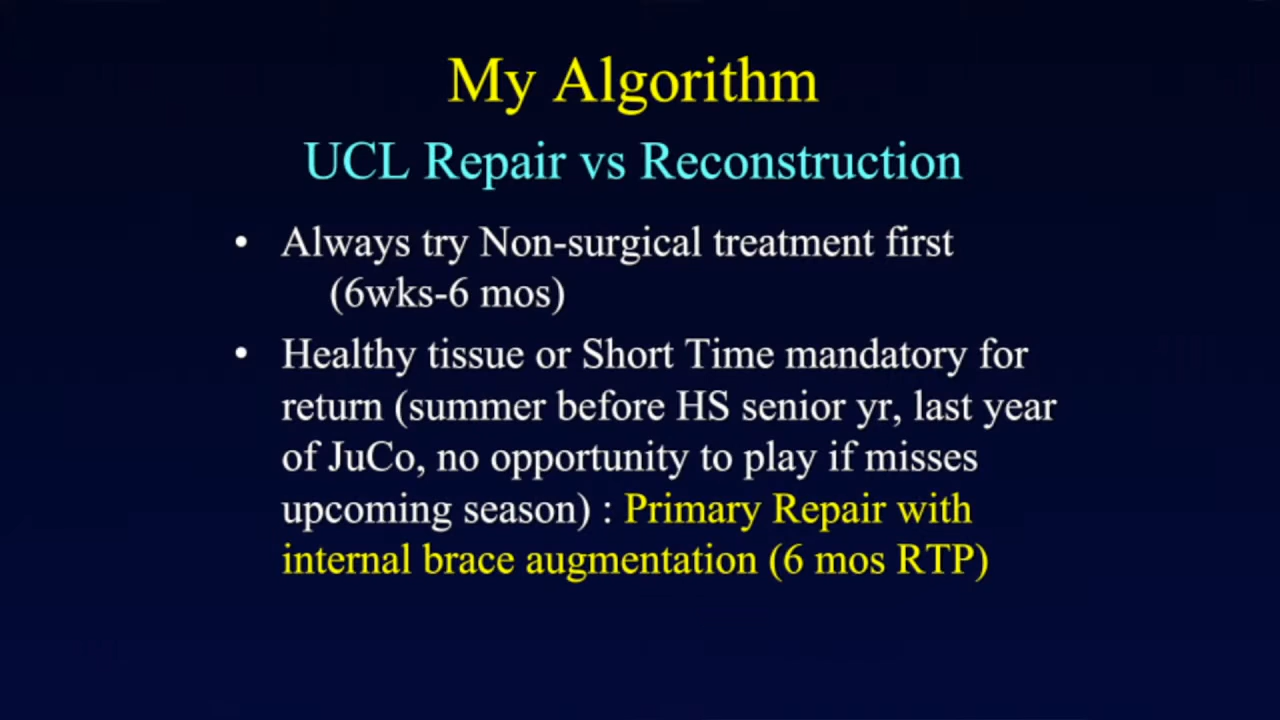 My Algorithm
UCL Repair vs Reconstruction
• Always try Non-surgical treatment first
(6wks-6 mos)
• Healthy tissue or Short Time mandatory for
return (summer before HS senior yr, last year
of JuCo, no opportunity to play if misses
upcoming season) : Primary Repair with
internal brace augmentation (6 mos RTP)